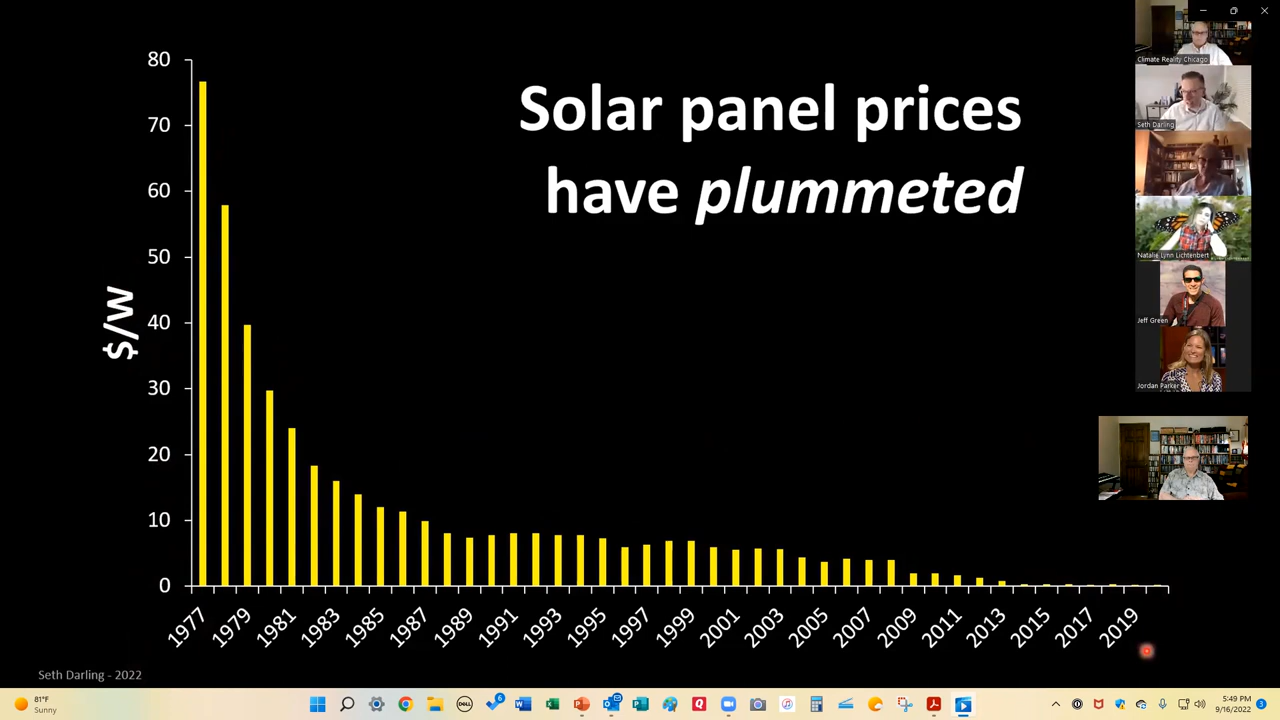 Solar panel prices
have plummeted
$/W
80
70
60
50
40
30
20
10
0
1977
1979
1981
1983
1985
1987
1989
1991
1993
1995
1997
1999
2001
2003
2005
2007
2009
2011
2013
2015
2017
2019
Seth Darling - 2022
Climate Reality Chicago
Seth Darling
Natalie Lynn Lichtenbert
Jeff Green
Jordan Parker
81°F
Sunny
DELL
6
5:49 PM
9/16/2022
3